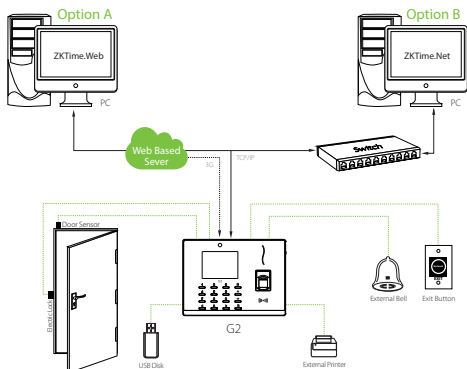 Option A
Option B
ZKTime.Web
ZKTime.Net
PC
PC
Web Based
Sever
3G
TCP/IP
Switch
Door Sensor
Electric Lock
G2
External Bell
Exit Button
EXIT
USB Disk
External Printer